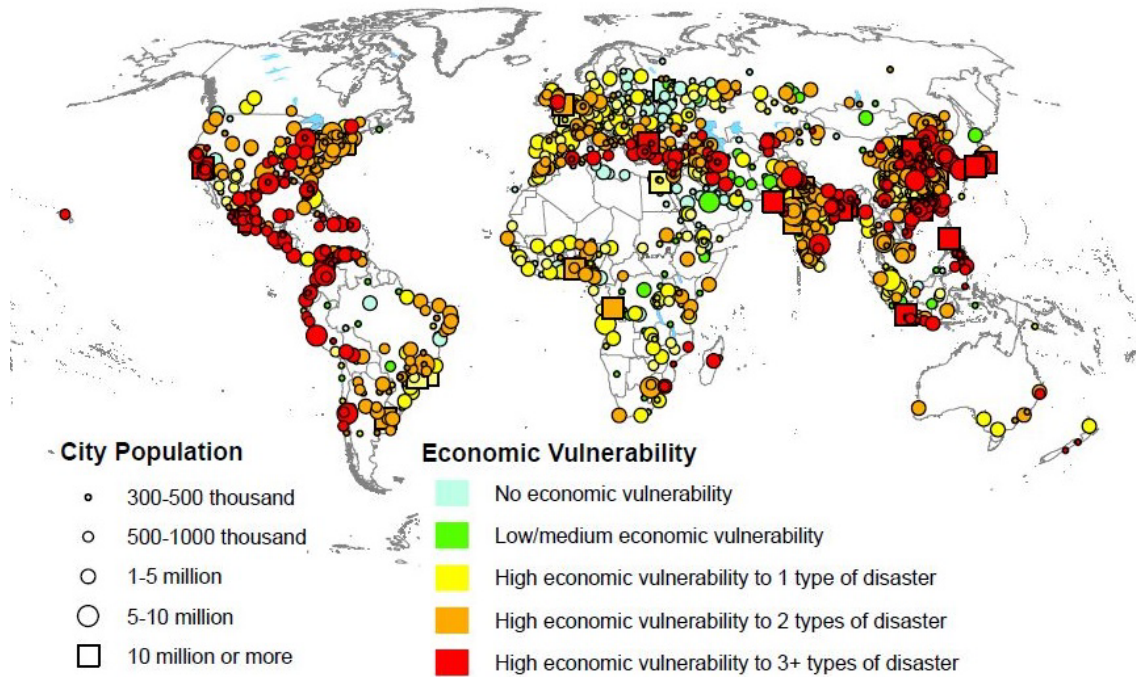 City Population
300-500 thousand
500-1000 thousand
1-5 million
5-10 million
10 million or more
Economic Vulnerability
No economic vulnerability
Low/medium economic vulnerability
High economic vulnerability to 1 type of disaster
High economic vulnerability to 2 types of disaster
High economic vulnerability to 3+ types of disaster